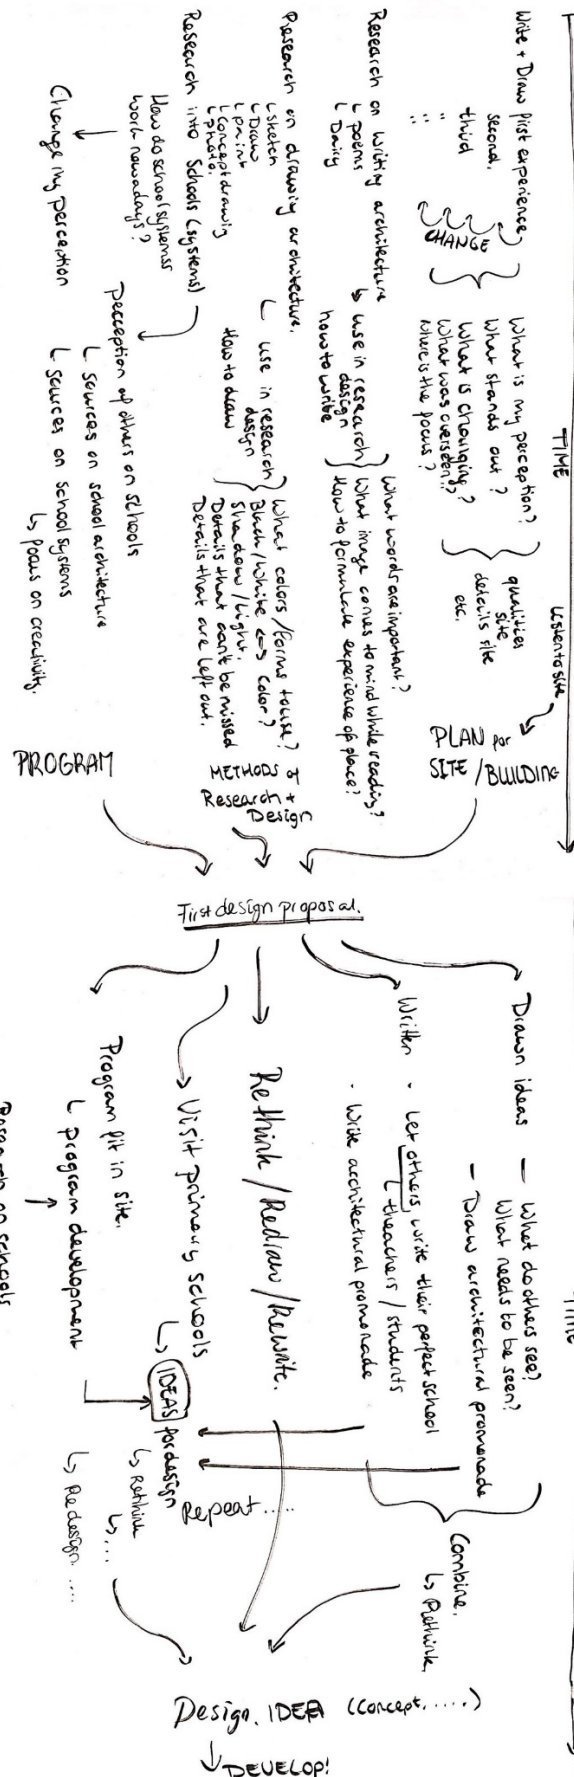 TIME
Write + Draw first experience,
second,
third
"
"
CHANGE
What is my perception?
What stands out?
What is changing?
What was overseen?
Where is the focus?
qualities
site
details site
etc.
Listen to site
PLAN for
SITE / BUILDING
Research on writing architecture
poems
Dairy
use in research
design
how to write
What words are important?
What image comes to mind while reading?
How to formulate experience of place?
Research on drawing architecture.
sketch
Draw
paint
Conceptdrawing
photo.
use in research
design
How to draw
What colors / forms to use?
Black / White ↔ Color?
Shadow / Light.
Details that can't be missed
Details that are left out.
METHODS of
Research +
Design
Research into Schools (systems)
How do school systems
work nowadays?
Change my perception
perception of others on schools
sources on school architecture
sources on school systems
focus on creativity.
PROGRAM
First design proposal.
TIME
Drawn ideas — What do others see?
What needs to be seen?
— Draw architectural promonade
Written · Let others write their perfect school
theachers / students
· Write architectural promonade
Combine.
Rethink,
Rethink / Redraw / Rewrite.
Visit primary schools
IDEAS for design
Rethink
...
Repeat.....
Program fit in site.
program development
Redesign.....
Research on schools
Design. IDEA (Concept.....)
DEVELOP!